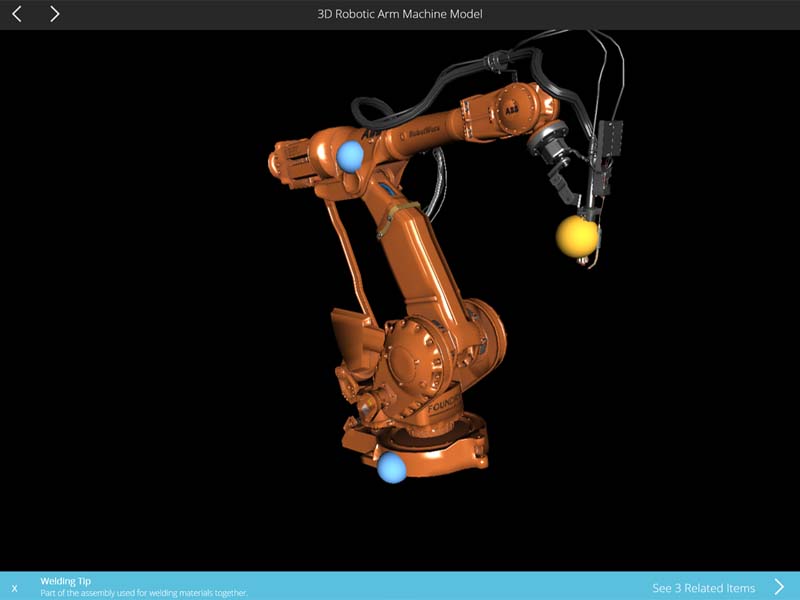 3D Robotic Arm Machine Model
ABB
RobotWare
FOUNDRY
x
Welding Tip
Part of the assembly used for welding materials together.
See 3 Related Items